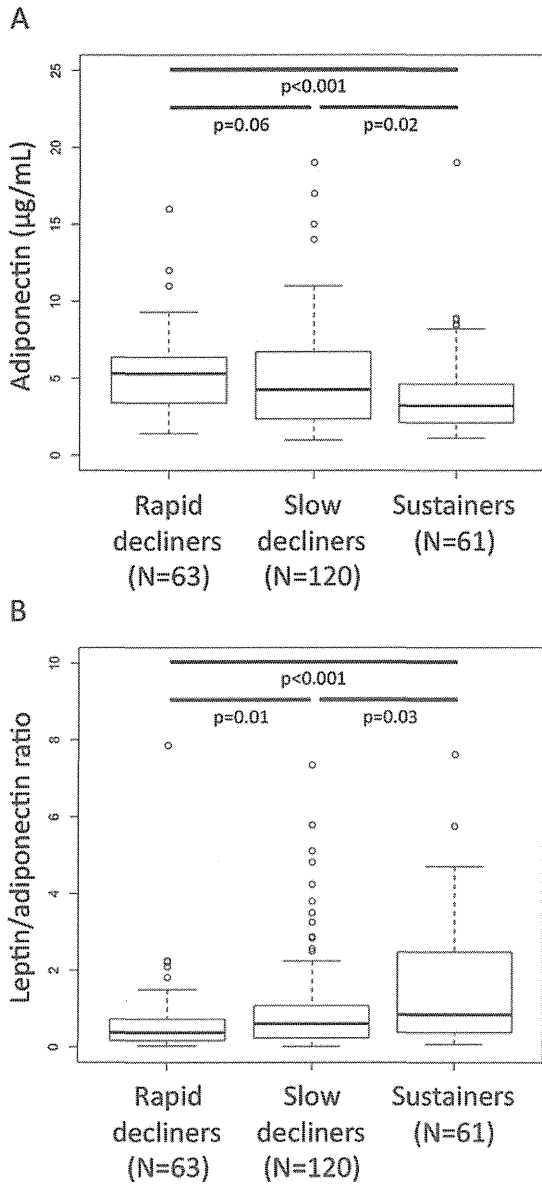 A
Adiponectin (µg/mL)
25
20
15
10
5
0
p<0.001
p=0.06
p=0.02
Rapid
decliners
(N=63)
Slow
decliners
(N=120)
Sustainers
(N=61)
B
Leptin/adiponectin ratio
10
8
6
4
2
0
p<0.001
p=0.01
p=0.03
Rapid
decliners
(N=63)
Slow
decliners
(N=120)
Sustainers
(N=61)